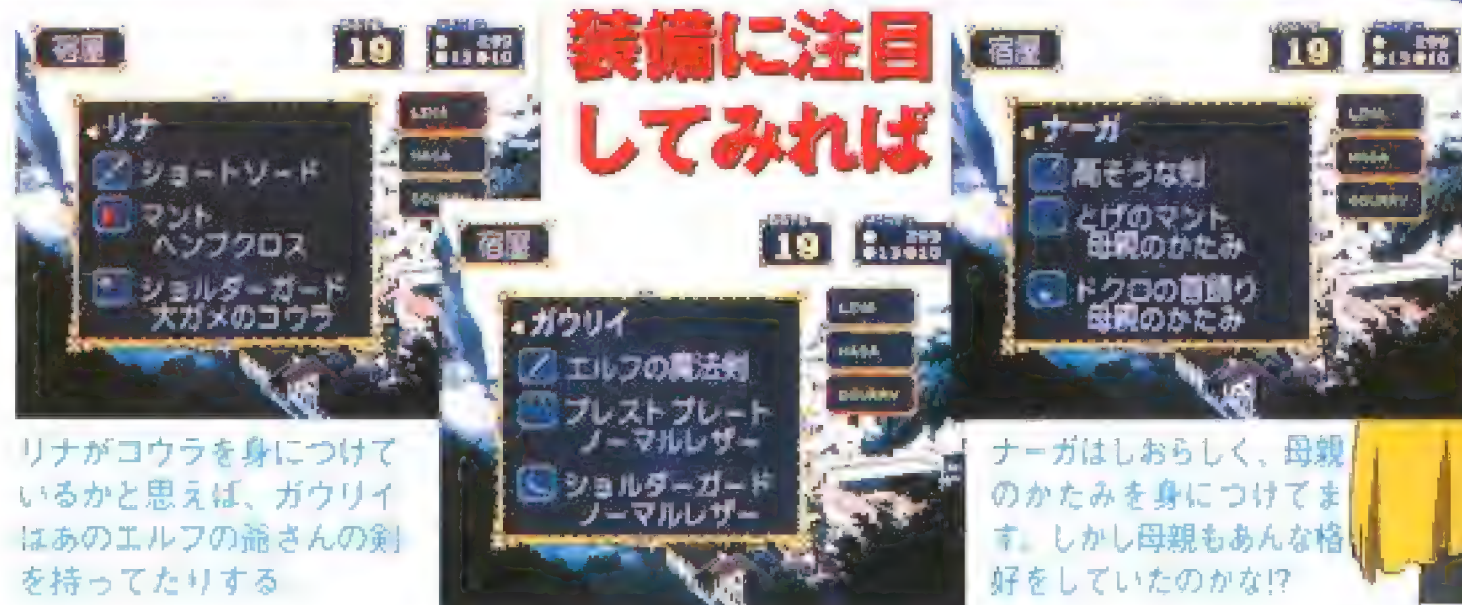 装備に注目
してみれば
宿屋
19
リナ
ショートソード
マント
ヘンプクロス
ショルダーガード
大ガメのコウラ
LINA
NAGA
宿屋
19
ガウリイ
エルフの魔法剣
ブレストプレート
ノーマルレザー
ショルダーガード
ノーマルレザー
LINA
NAGA
GOURRY
宿屋
19
ナーガ
高そうな剣
とげのマント
母親のかたみ
ドクロの首飾り
母親のかたみ
LINA
NAGA
GOURRY
リナがコウラを身につけて
いるかと思えば、ガウリイ
はあのエルフの爺さんの剣
を持ってたりする
ナーガはしおらしく、母親
のかたみを身につけてま
す。しかし母親もあんな格
好をしていたのかな!?